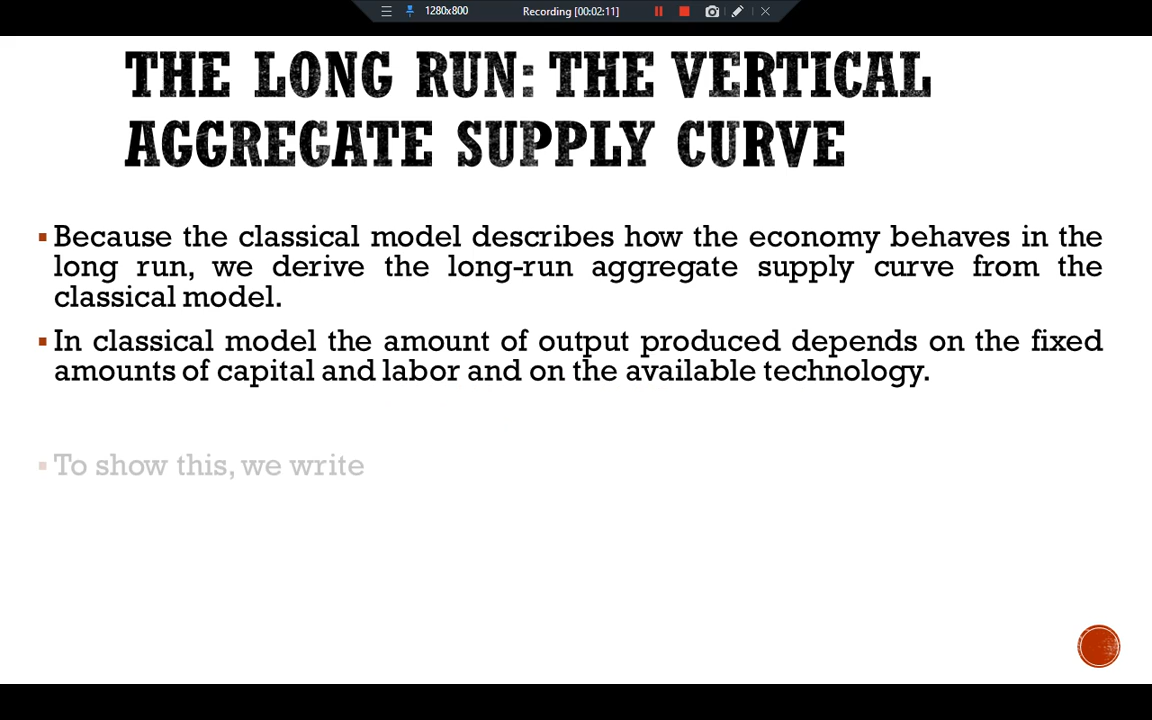 1280x800
Recording [00:02:11]
THE LONG RUN: THE VERTICAL
AGGREGATE SUPPLY CURVE
Because the classical model describes how the economy behaves in the
long run, we derive the long-run aggregate supply curve from the
classical model.
In classical model the amount of output produced depends on the fixed
amounts of capital and labor and on the available technology.
To show this, we write